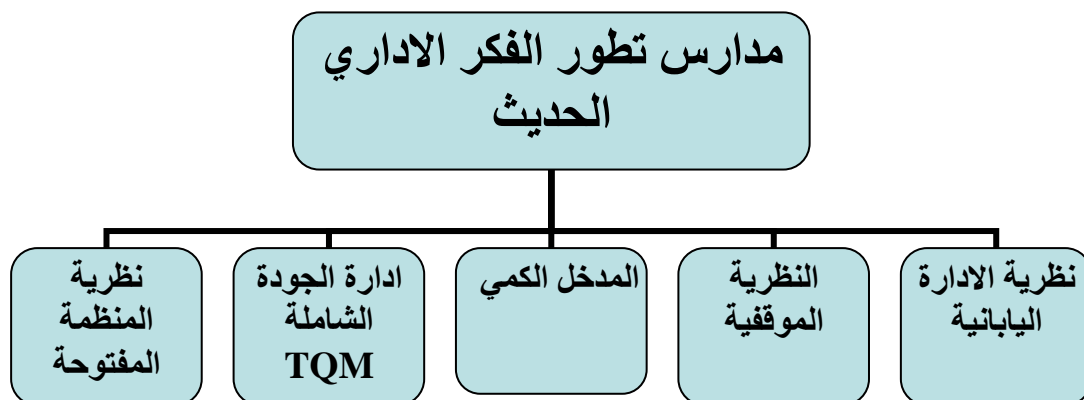 مدارس تطور الفكر الاداري
الحديث
نظرية الادارة
اليابانية
النظرية
الموقفية
المدخل الكمي
ادارة الجودة
الشاملة
TQM
نظرية
المنظمة
المفتوحة